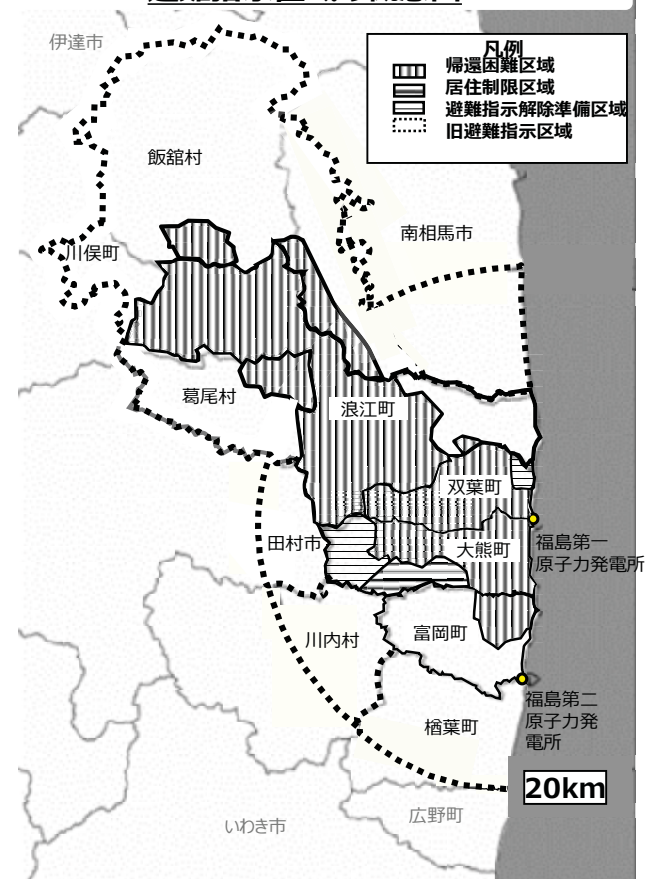 伊達市
凡例
帰還困難区域
居住制限区域
避難指示解除準備区域
旧避難指示区域
飯舘村
南相馬市
川俣町
葛尾村
浪江町
双葉町
田村市
大熊町
福島第一
原子力発電所
川内村
富岡町
福島第二
原子力発
電所
楢葉町
20km
広野町
いわき市